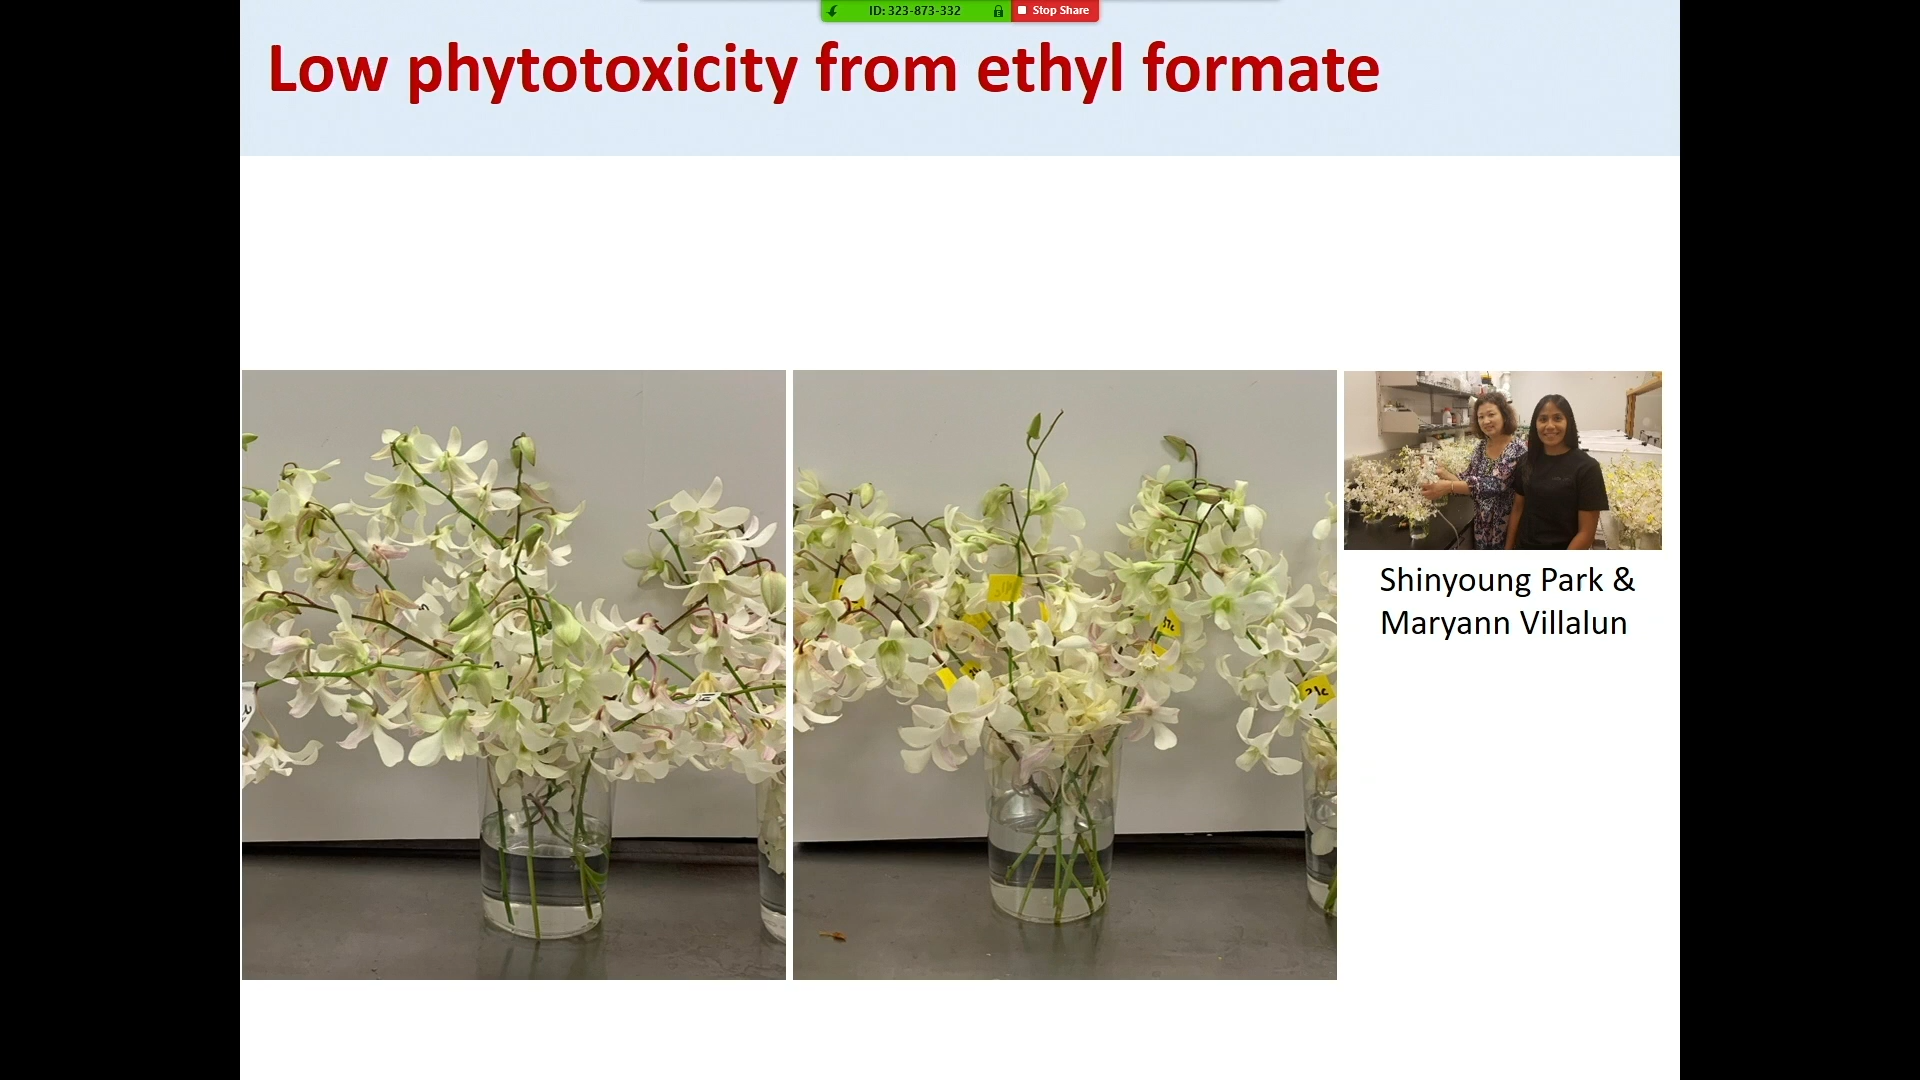 ID: 323-873-332
Stop Share
Low phytotoxicity from ethyl formate
Shinyoung Park &
Maryann Villalun